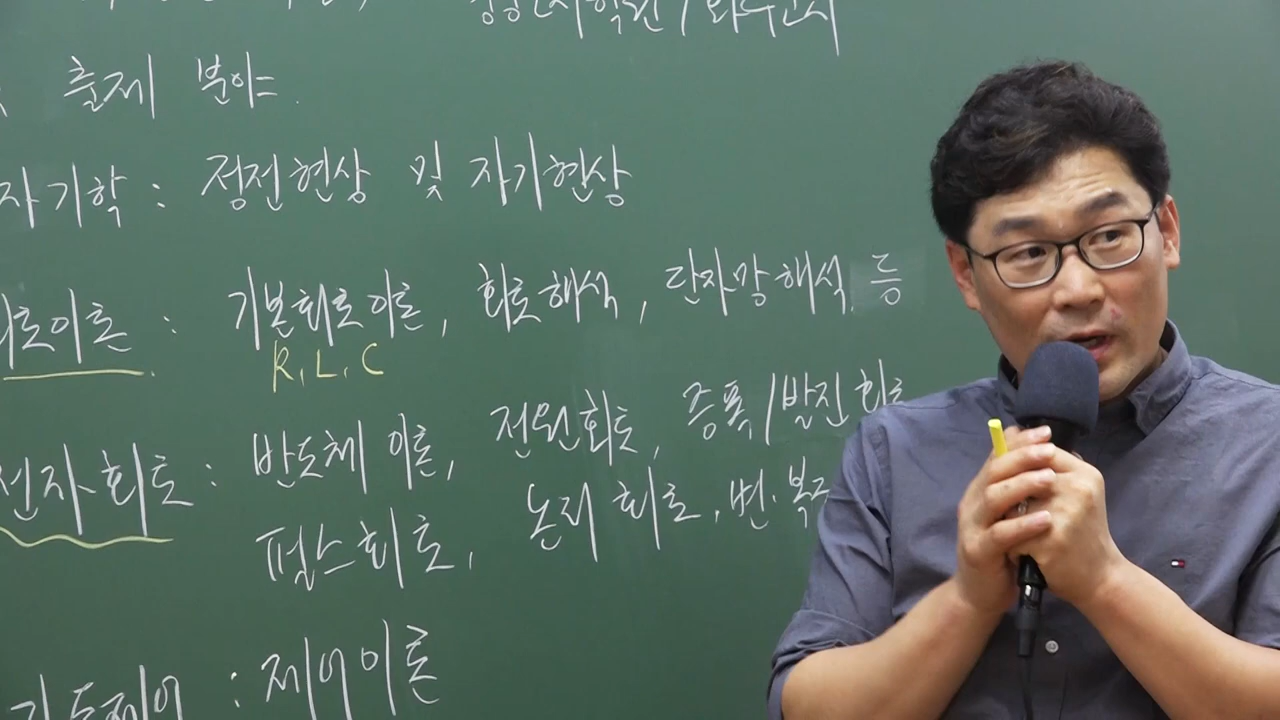 출제 분야
자기학 : 정전현상 및 자기현상
회로이론 : 기본회로이론, 회로해석, 단자망해석 등
R, L, C
전자회로 : 반도체 이론, 전원회로, 증폭/발진회로
펄스회로, 논리회로, 변·복조
: 제어이론